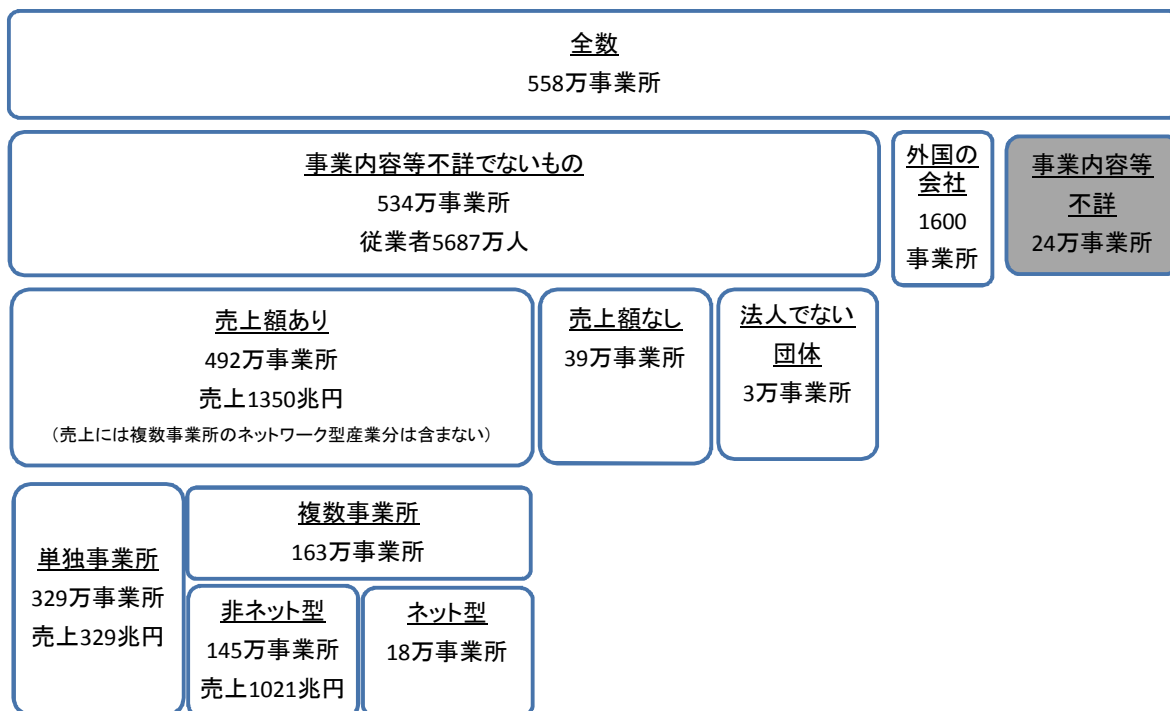 全数
558万事業所
事業内容等不詳でないもの
534万事業所
従業者5687万人
外国の
会社
1600
事業所
事業内容等
不詳
24万事業所
売上額あり
492万事業所
売上1350兆円
（売上には複数事業所のネットワーク型産業分は含まない）
売上額なし
39万事業所
法人でない
団体
3万事業所
単独事業所
329万事業所
売上329兆円
複数事業所
163万事業所
非ネット型
145万事業所
売上1021兆円
ネット型
18万事業所